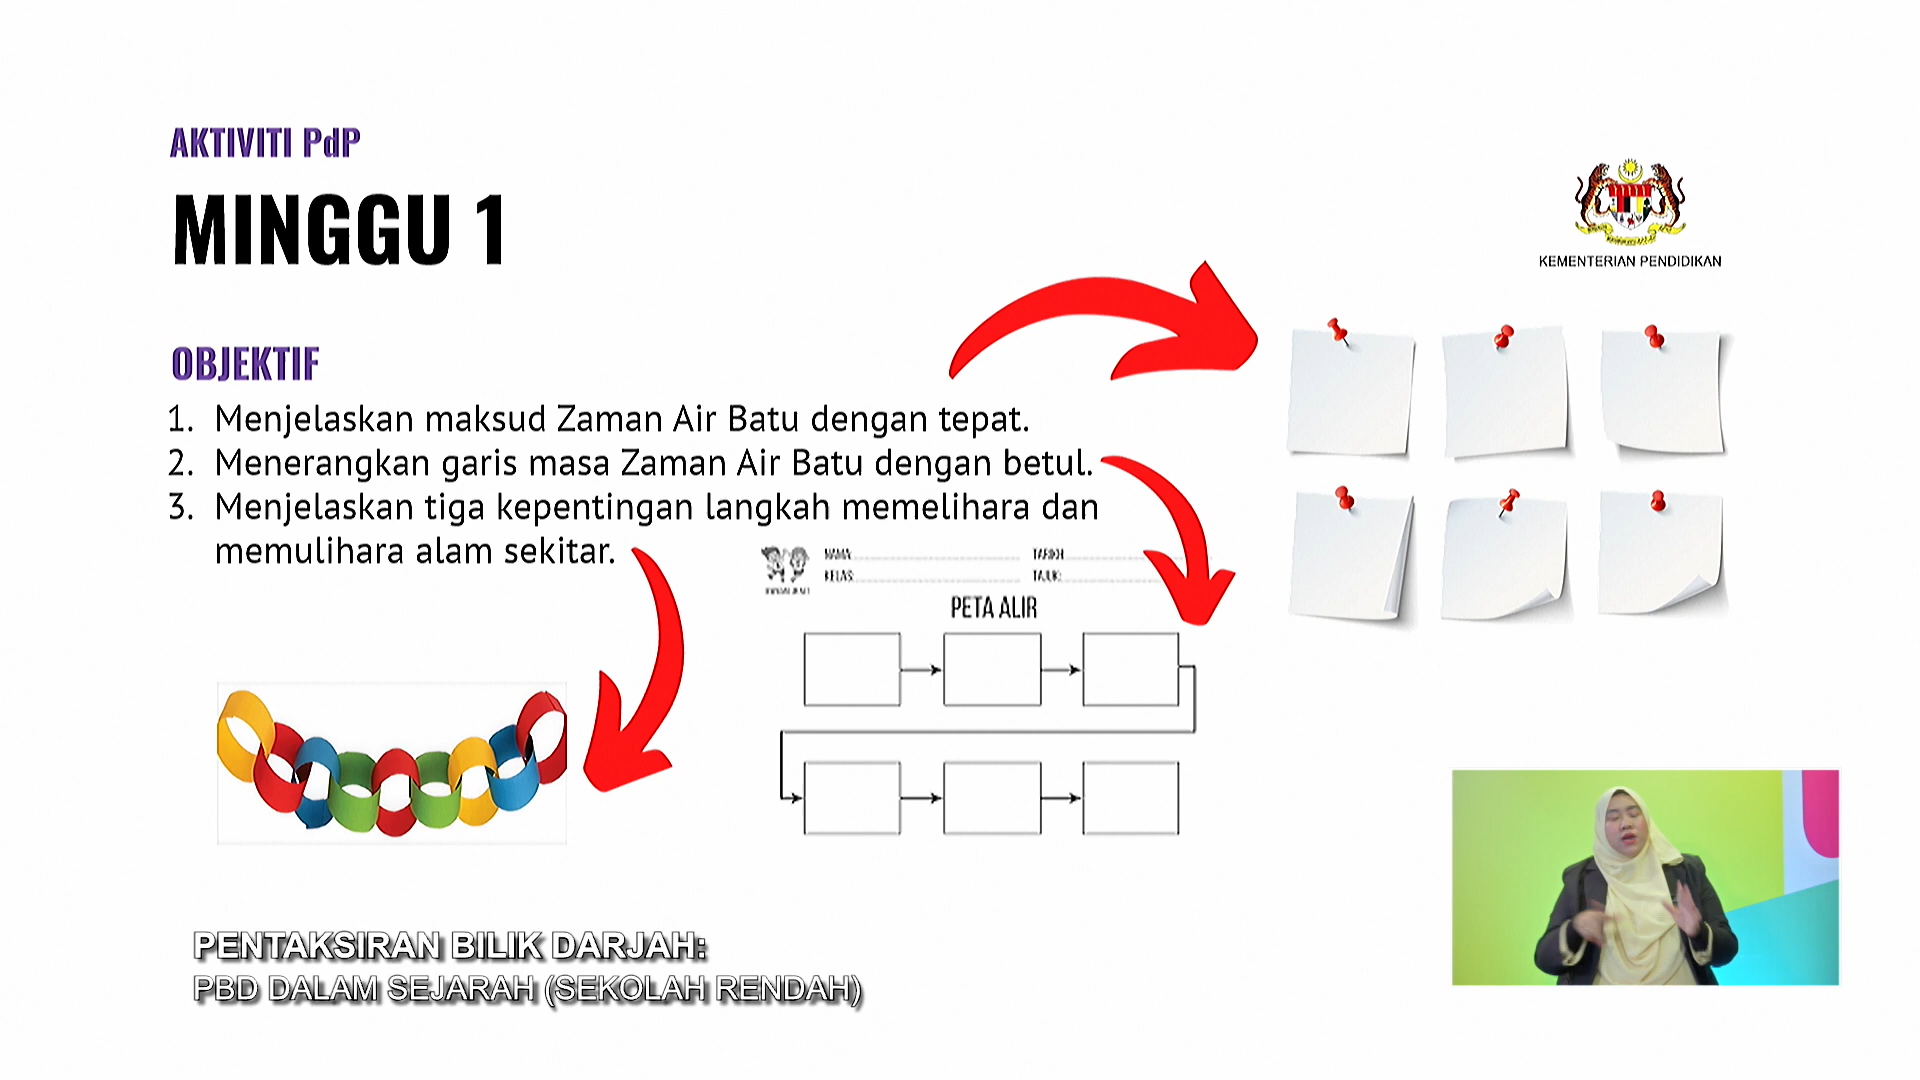 AKTIVITI PdP
MINGGU 1
KEMENTERIAN PENDIDIKAN
OBJEKTIF
1. Menjelaskan maksud Zaman Air Batu dengan tepat.
2. Menerangkan garis masa Zaman Air Batu dengan betul.
3. Menjelaskan tiga kepentingan langkah memelihara dan
memulihara alam sekitar.
NAMA: TARIKH:
KELAS: TAJUK:
PETA ALIR
PENTAKSIRAN BILIK DARJAH:
PBD DALAM SEJARAH (SEKOLAH RENDAH)